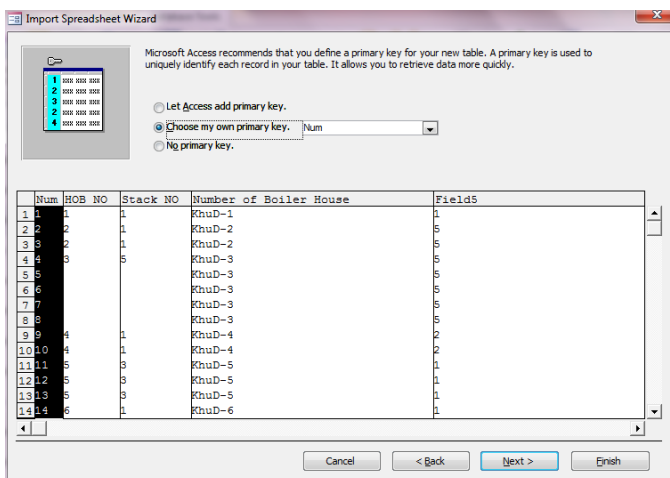 Import Spreadsheet Wizard
Microsoft Access recommends that you define a primary key for your new table. A primary key is used to
uniquely identify each record in your table. It allows you to retrieve data more quickly.
1 xxx xxx xxx
2 xxx xxx xxx
3 xxx xxx xxx
2 xxx xxx xxx
4 xxx xxx xxx
Let Access add primary key.
Choose my own primary key. Num
No primary key.
Num HOB NO Stack NO Number of Boiler House Field5
1 1 1 1 KhuD-1 1
2 2 2 1 KhuD-2 5
3 3 2 1 KhuD-2 5
4 4 3 5 KhuD-3 5
5 5 KhuD-3 5
6 6 KhuD-3 5
7 7 KhuD-3 5
8 8 KhuD-3 5
9 9 4 1 KhuD-4 2
10 10 4 1 KhuD-4 2
11 11 5 3 KhuD-5 1
12 12 5 3 KhuD-5 1
13 13 5 3 KhuD-5 1
14 14 6 1 KhuD-6 1
Cancel < Back Next > Finish